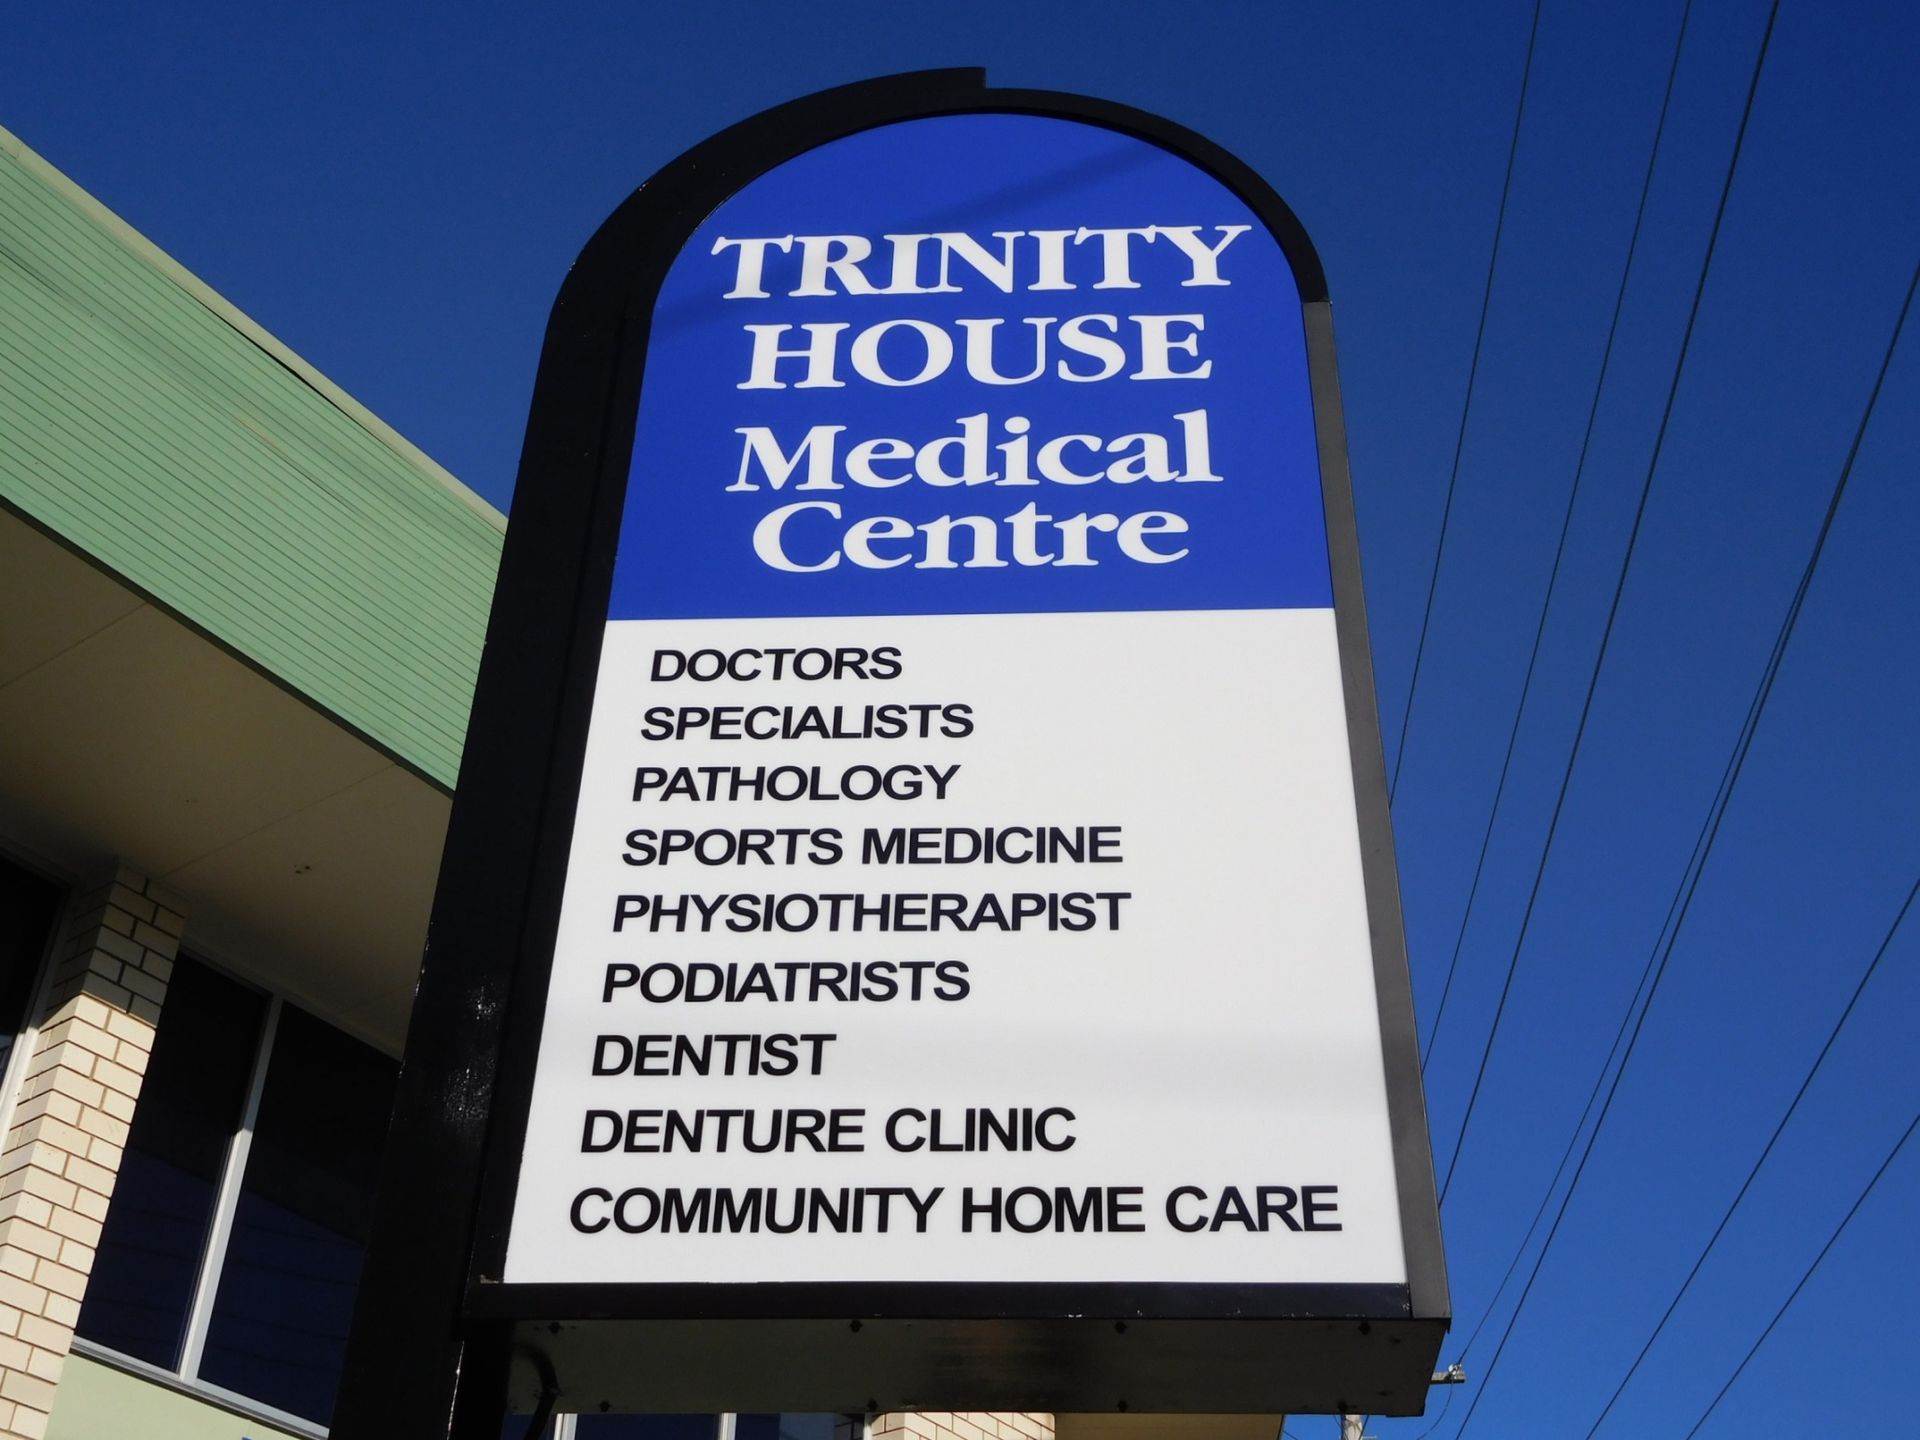 TRINITY
HOUSE
Medical
Centre
DOCTORS
SPECIALISTS
PATHOLOGY
SPORTS MEDICINE
PHYSIOTHERAPIST
PODIATRISTS
DENTIST
DENTURE CLINIC
COMMUNITY HOME CARE